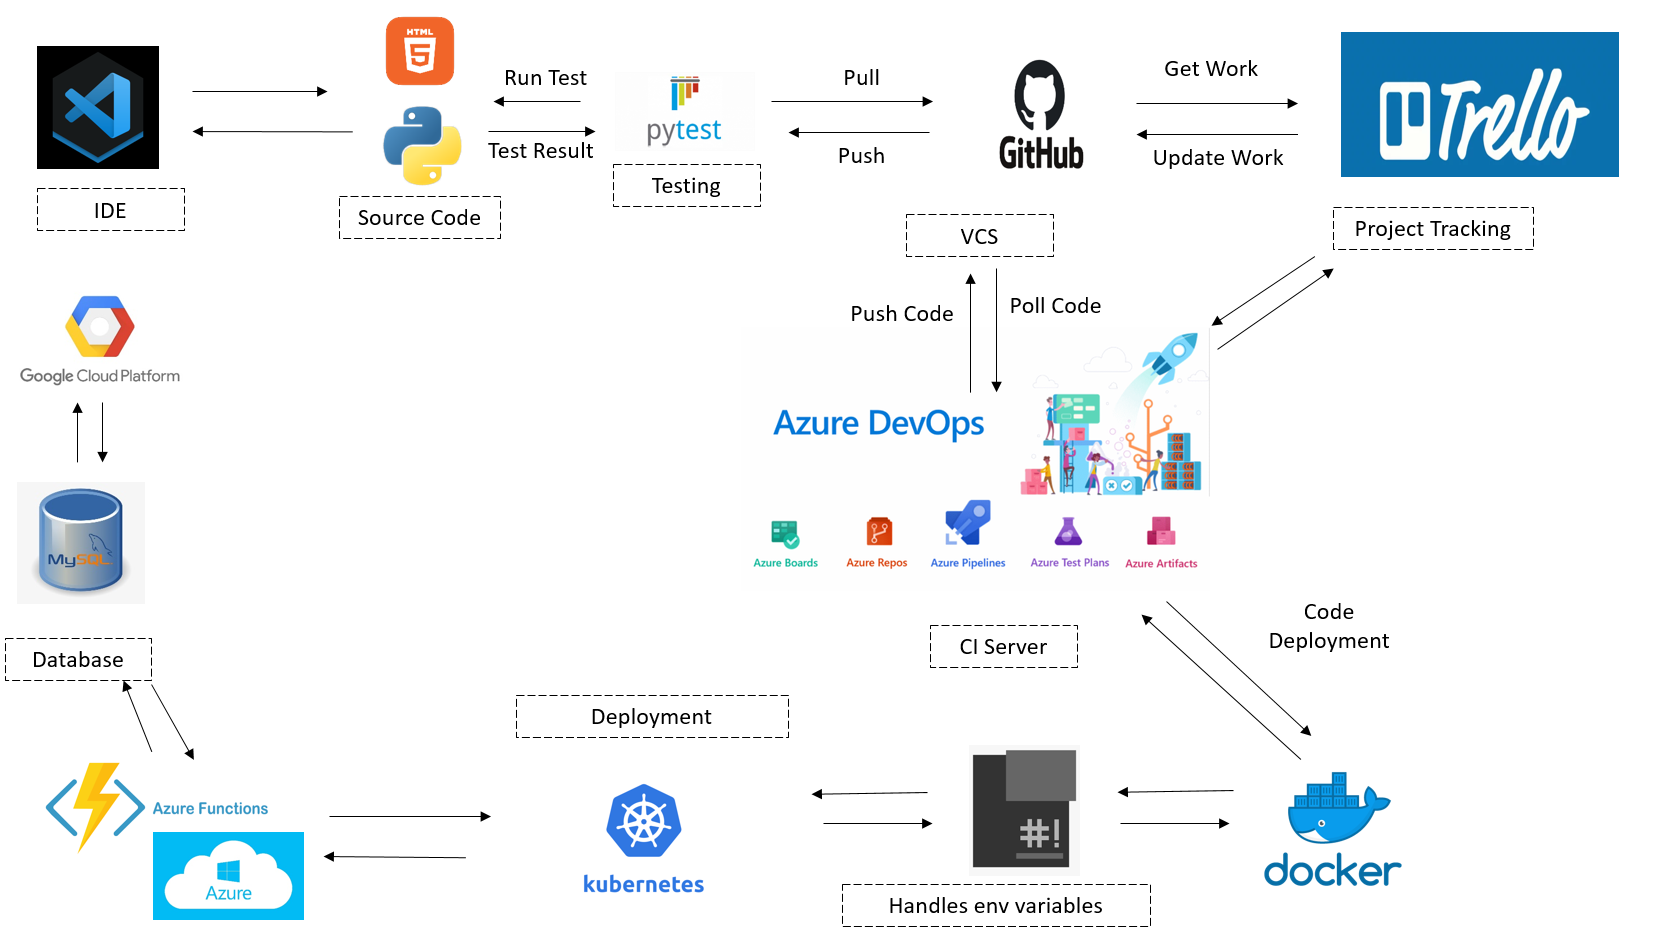 HTML
5
Run Test
Pull
Get Work
Trello
pytest
Test Result
GitHub
Push
Update Work
Testing
IDE
Source Code
VCS
Project Tracking
Push Code
Poll Code
Google Cloud Platform
Azure DevOps
MySQL
Azure Boards
Azure Repos
Azure Pipelines
Azure Test Plans
Azure Artifacts
Code
Deployment
CI Server
Database
Deployment
Azure Functions
#!
Azure
kubernetes
docker
Handles env variables